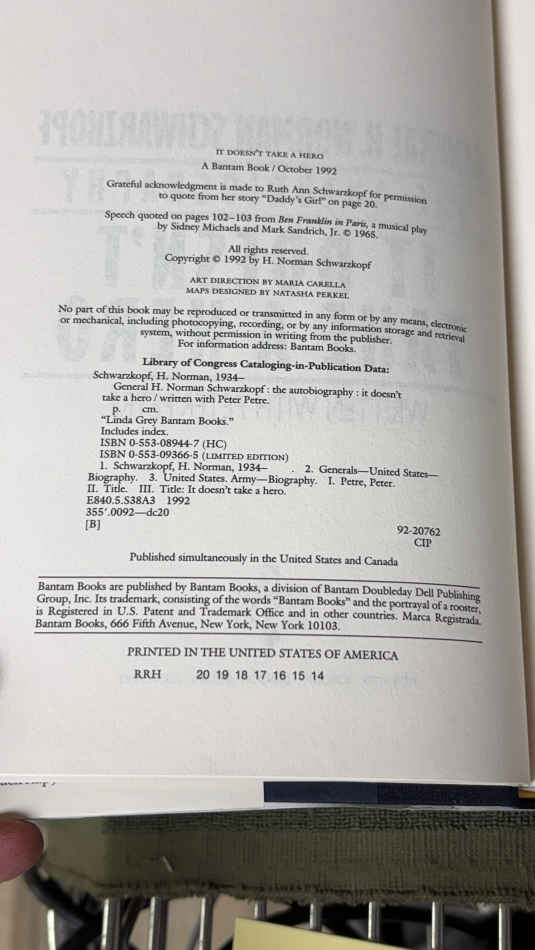 IT DOESN'T TAKE A HERO
A Bantam Book / October 1992
Grateful acknowledgment is made to Ruth Ann Schwarzkopf for permission
to quote from her story "Daddy's Girl" on page 20.
Speech quoted on pages 102–103 from Ben Franklin in Paris, a musical play
by Sidney Michaels and Mark Sandrich, Jr. © 1965.
All rights reserved.
Copyright © 1992 by H. Norman Schwarzkopf
ART DIRECTION BY MARIA CARELLA
MAPS DESIGNED BY NATASHA PERKEL
No part of this book may be reproduced or transmitted in any form or by any means, electronic
or mechanical, including photocopying, recording, or by any information storage and retrieval
system, without permission in writing from the publisher.
For information address: Bantam Books.
Library of Congress Cataloging-in-Publication Data:
Schwarzkopf, H. Norman, 1934–
General H. Norman Schwarzkopf : the autobiography : it doesn't
take a hero / written with Peter Petre.
p. cm.
"Linda Grey Bantam Books."
Includes index.
ISBN 0-553-08944-7 (HC)
ISBN 0-553-09366-5 (LIMITED EDITION)
1. Schwarzkopf, H. Norman, 1934– . 2. Generals—United States—
Biography. 3. United States. Army—Biography. I. Petre, Peter.
II. Title. III. Title: It doesn't take a hero.
E840.5.S38A3 1992
355'.0092—dc20
[B] 92-20762
CIP
Published simultaneously in the United States and Canada
Bantam Books are published by Bantam Books, a division of Bantam Doubleday Dell Publishing
Group, Inc. Its trademark, consisting of the words "Bantam Books" and the portrayal of a rooster,
is Registered in U.S. Patent and Trademark Office and in other countries. Marca Registrada.
Bantam Books, 666 Fifth Avenue, New York, New York 10103.
PRINTED IN THE UNITED STATES OF AMERICA
RRH 20 19 18 17 16 15 14